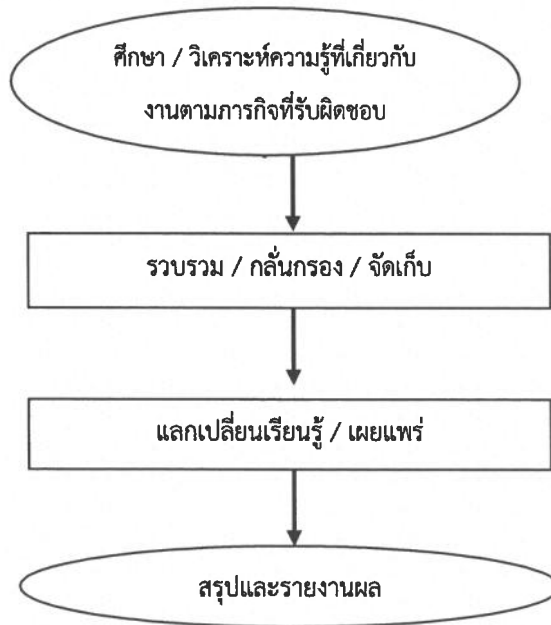 ศึกษา / วิเคราะห์ความรู้ที่เกี่ยวกับ
งานตามภารกิจที่รับผิดชอบ
รวบรวม / กลั่นกรอง / จัดเก็บ
แลกเปลี่ยนเรียนรู้ / เผยแพร่
สรุปและรายงานผล